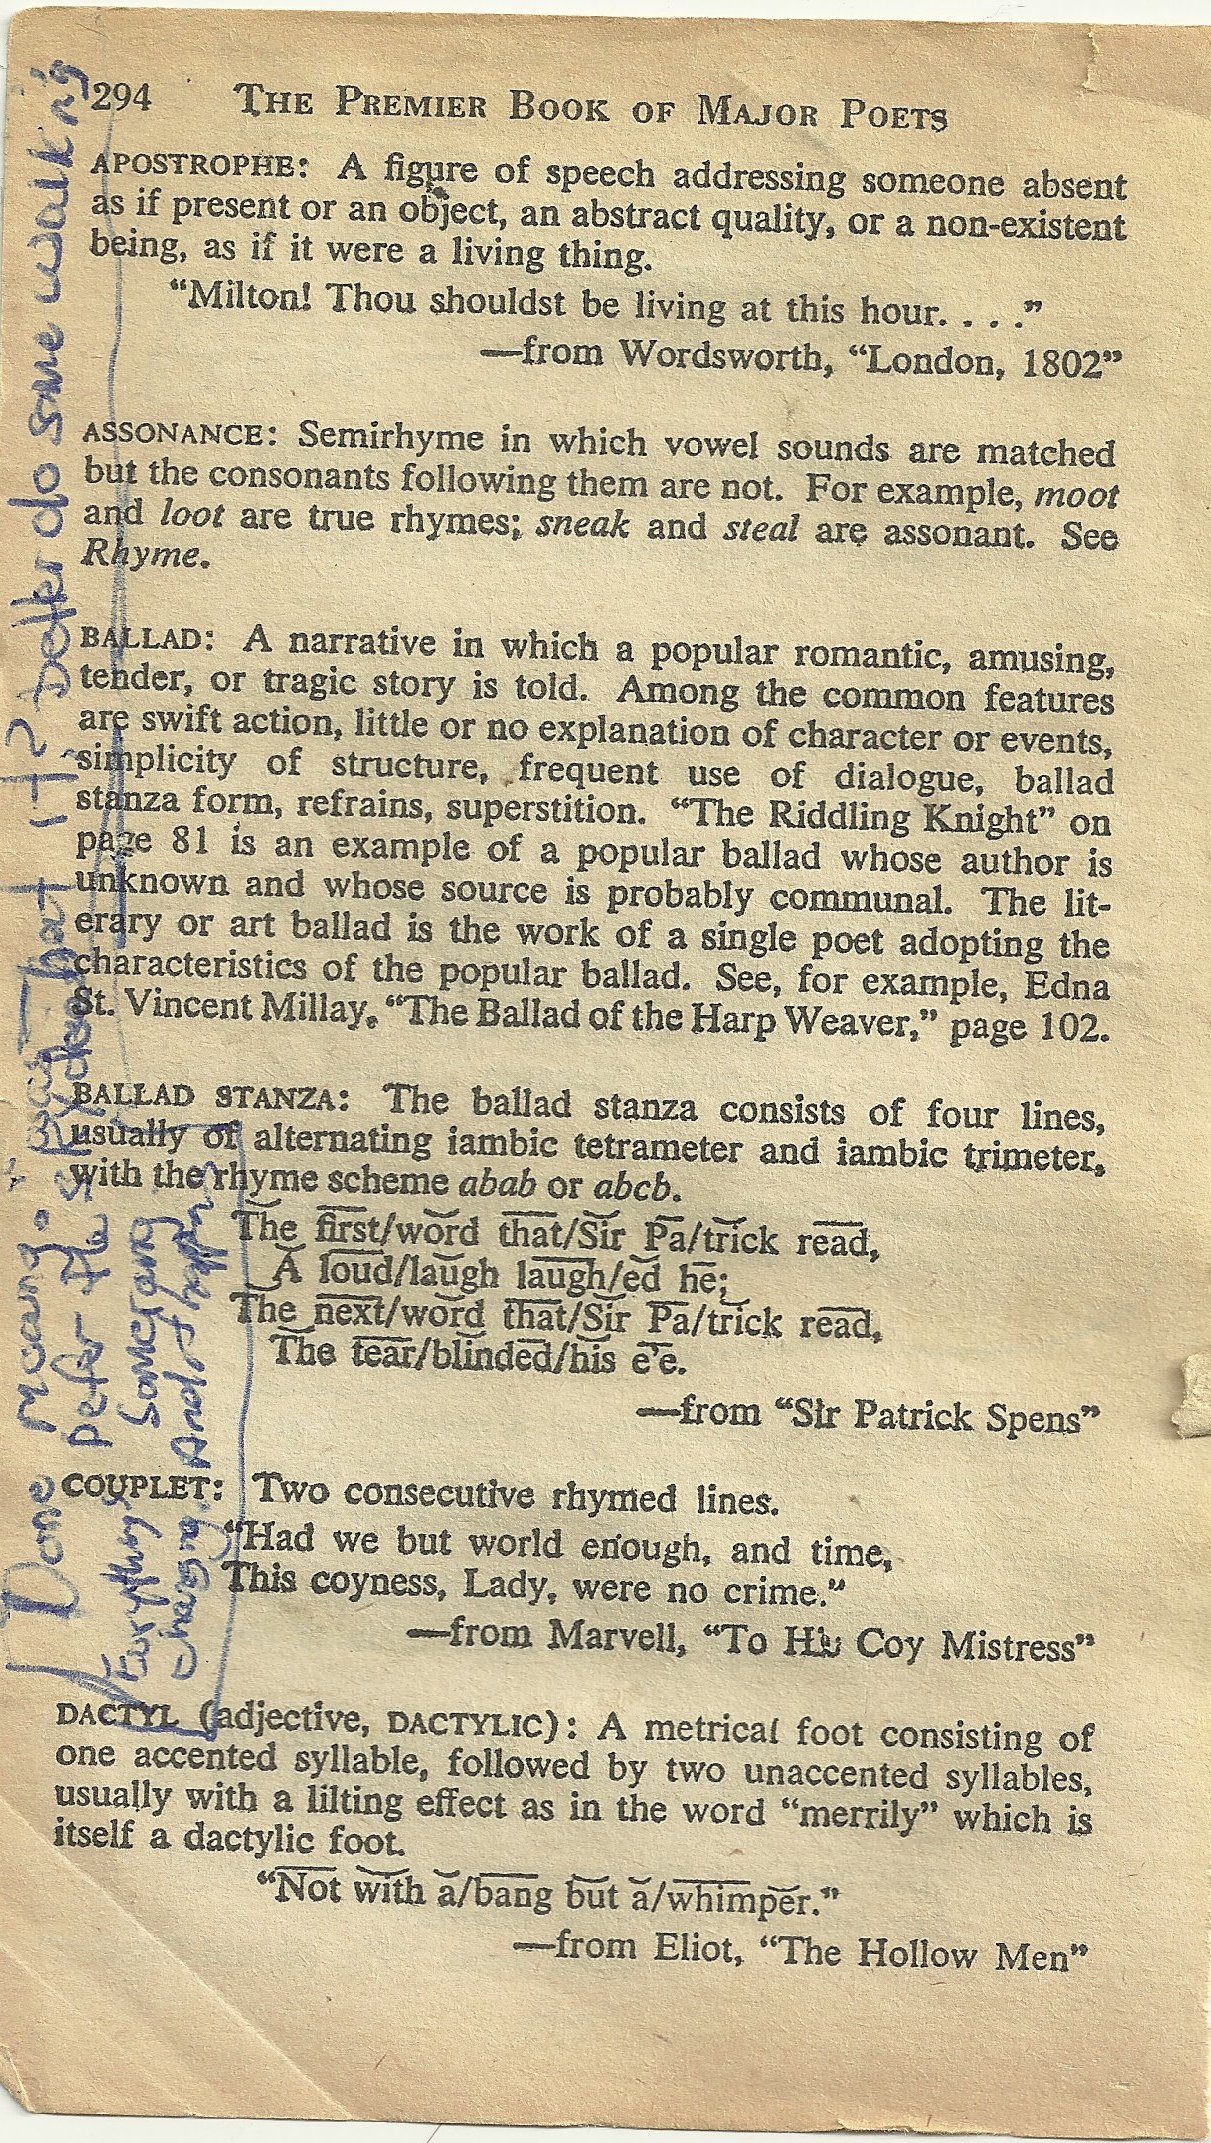 294 THE PREMIER BOOK OF MAJOR POETS
APOSTROPHE: A figure of speech addressing someone absent
as if present or an object, an abstract quality, or a non-existent
being, as if it were a living thing.
“Milton! Thou shouldst be living at this hour. . . .”
—from Wordsworth, “London, 1802”
ASSONANCE: Semirhyme in which vowel sounds are matched
but the consonants following them are not. For example, moot
and loot are true rhymes; sneak and steal are assonant. See
Rhyme.
BALLAD: A narrative in which a popular romantic, amusing,
tender, or tragic story is told. Among the common features
are swift action, little or no explanation of character or events,
simplicity of structure, frequent use of dialogue, ballad
stanza form, refrains, superstition. “The Riddling Knight” on
page 81 is an example of a popular ballad whose author is
unknown and whose source is probably communal. The lit-
erary or art ballad is the work of a single poet adopting the
characteristics of the popular ballad. See, for example, Edna
St. Vincent Millay, “The Ballad of the Harp Weaver,” page 102.
BALLAD STANZA: The ballad stanza consists of four lines,
usually of alternating iambic tetrameter and iambic trimeter,
with the rhyme scheme abab or abcb.
The first/word that/Sir Pa/trick read,
A loud/laugh laugh/ed he;
The next/word that/Sir Pa/trick read,
The tear/blinded/his e’e.
—from “Sir Patrick Spens”
COUPLET: Two consecutive rhymed lines.
“Had we but world enough, and time,
This coyness, Lady, were no crime.”
—from Marvell, “To His Coy Mistress”
DACTYL (adjective, DACTYLIC): A metrical foot consisting of
one accented syllable, followed by two unaccented syllables,
usually with a lilting effect as in the word “merrily” which is
itself a dactylic foot.
“Not with a/bang but a/whimper.”
—from Eliot, “The Hollow Men”
Done moaning. better do some walk'n'g
the
And it happens